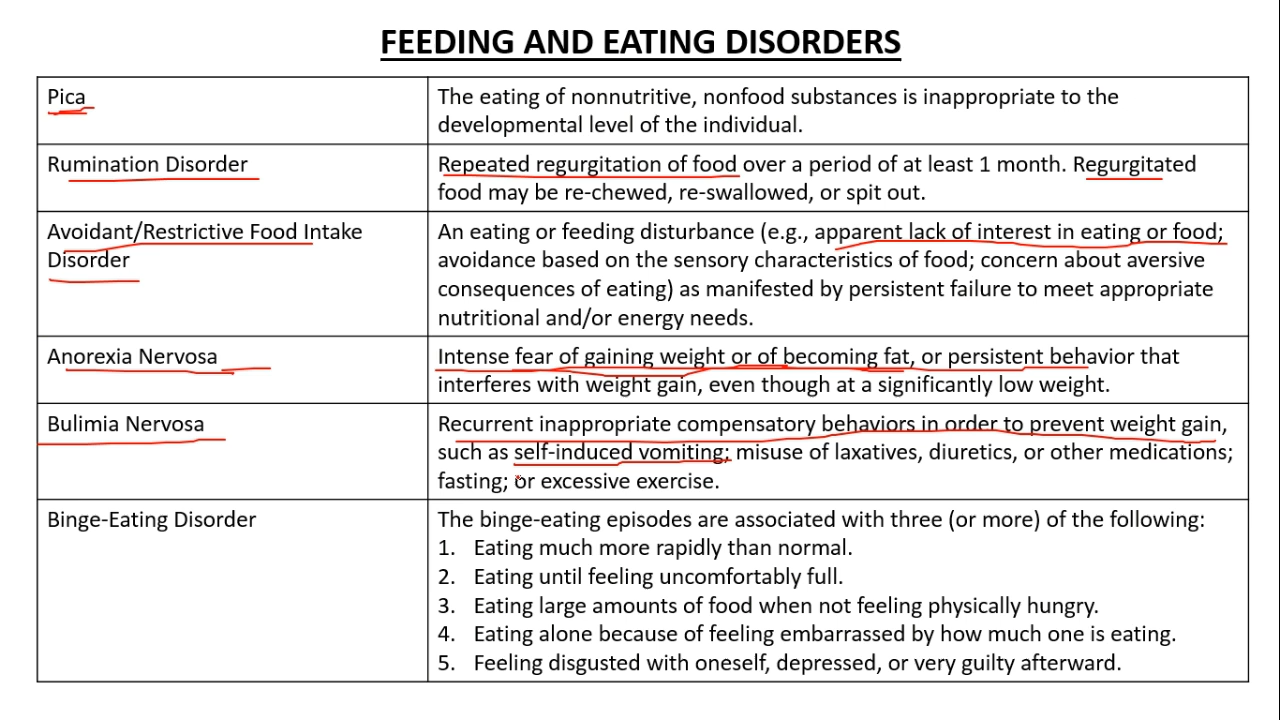 FEEDING AND EATING DISORDERS
Pica
The eating of nonnutritive, nonfood substances is inappropriate to the
developmental level of the individual.
Rumination Disorder
Repeated regurgitation of food over a period of at least 1 month. Regurgitated
food may be re-chewed, re-swallowed, or spit out.
Avoidant/Restrictive Food Intake
Disorder
An eating or feeding disturbance (e.g., apparent lack of interest in eating or food;
avoidance based on the sensory characteristics of food; concern about aversive
consequences of eating) as manifested by persistent failure to meet appropriate
nutritional and/or energy needs.
Anorexia Nervosa
Intense fear of gaining weight or of becoming fat, or persistent behavior that
interferes with weight gain, even though at a significantly low weight.
Bulimia Nervosa
Recurrent inappropriate compensatory behaviors in order to prevent weight gain,
such as self-induced vomiting; misuse of laxatives, diuretics, or other medications;
fasting; or excessive exercise.
Binge-Eating Disorder
The binge-eating episodes are associated with three (or more) of the following:
1. Eating much more rapidly than normal.
2. Eating until feeling uncomfortably full.
3. Eating large amounts of food when not feeling physically hungry.
4. Eating alone because of feeling embarrassed by how much one is eating.
5. Feeling disgusted with oneself, depressed, or very guilty afterward.